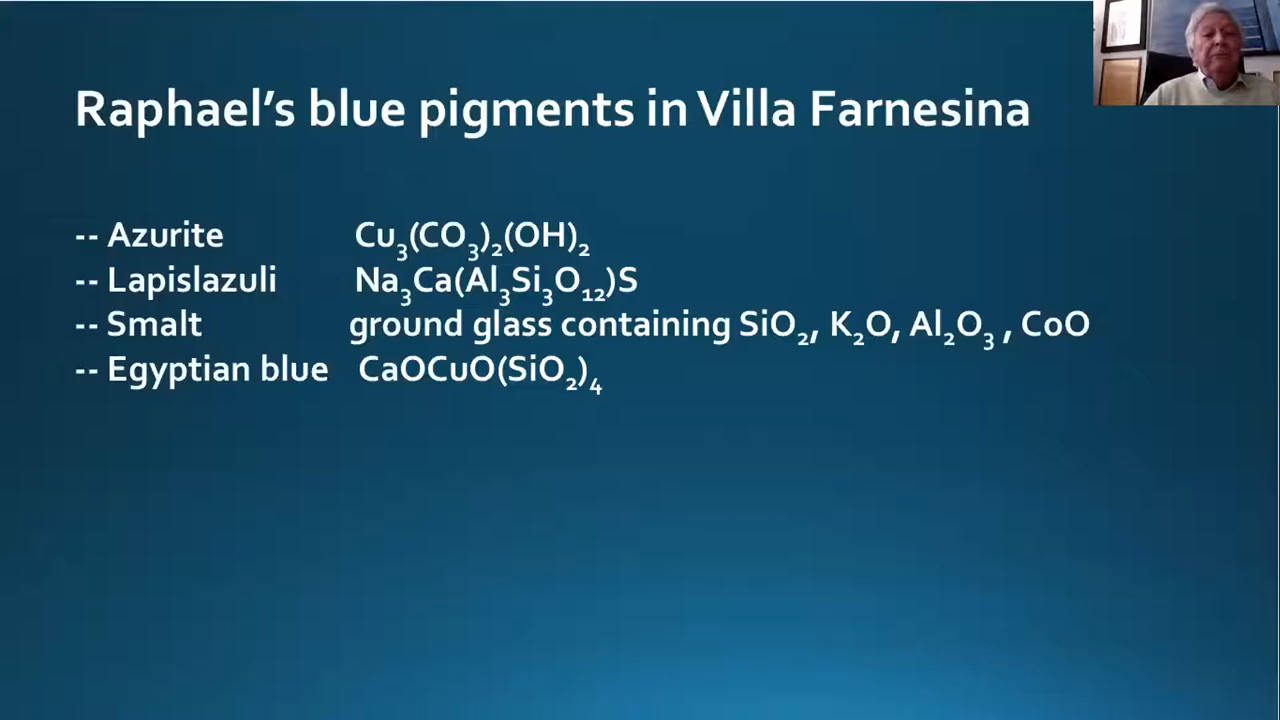 Raphael's blue pigments in Villa Farnesina
-- Azurite Cu₃(CO₃)₂(OH)₂
-- Lapislazuli Na₃Ca(Al₃Si₃O₁₂)S
-- Smalt ground glass containing SiO₂, K₂O, Al₂O₃ , CoO
-- Egyptian blue CaOCuO(SiO₂)₄